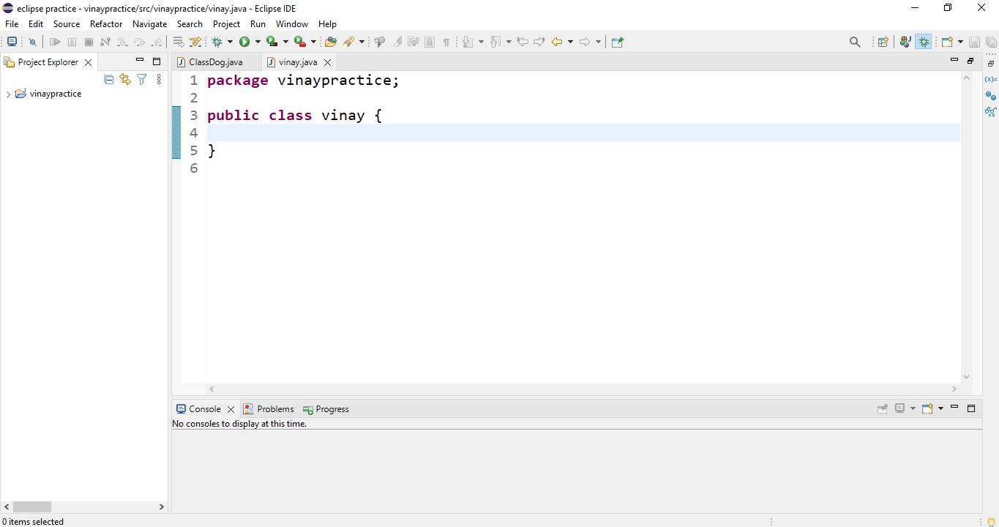 eclipse practice - vinaypractice/src/vinaypractice/vinay.java - Eclipse IDE
File Edit Source Refactor Navigate Search Project Run Window Help
Project Explorer
ClassDog.java vinay.java
vinaypractice
1 package vinaypractice;
2
3 public class vinay {
4
5 }
6
(x)=
Console Problems Progress
No consoles to display at this time.
0 items selected